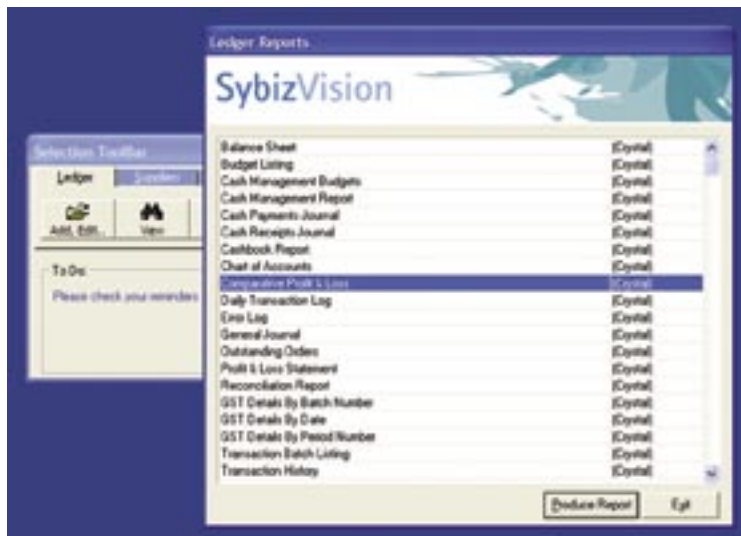 Ledger Reports
SybizVision
Balance Sheet (Crystal)
Budget Listing (Crystal)
Cash Management Budgets (Crystal)
Cash Management Report (Crystal)
Cash Payments Journal (Crystal)
Cash Receipts Journal (Crystal)
Cashbook Report (Crystal)
Chart of Accounts (Crystal)
Comparative Profit & Loss (Crystal)
Daily Transaction Log (Crystal)
Error Log (Crystal)
General Journal (Crystal)
Outstanding Orders (Crystal)
Profit & Loss Statement (Crystal)
Reconciliation Report (Crystal)
GST Details By Batch Number (Crystal)
GST Details By Date (Crystal)
GST Details By Period Number (Crystal)
Transaction Batch Listing (Crystal)
Transaction History (Crystal)
Produce Report Exit
Selection ToolBar
Ledger Suppliers
Add, Edit... View
To Do:
Please check your reminders